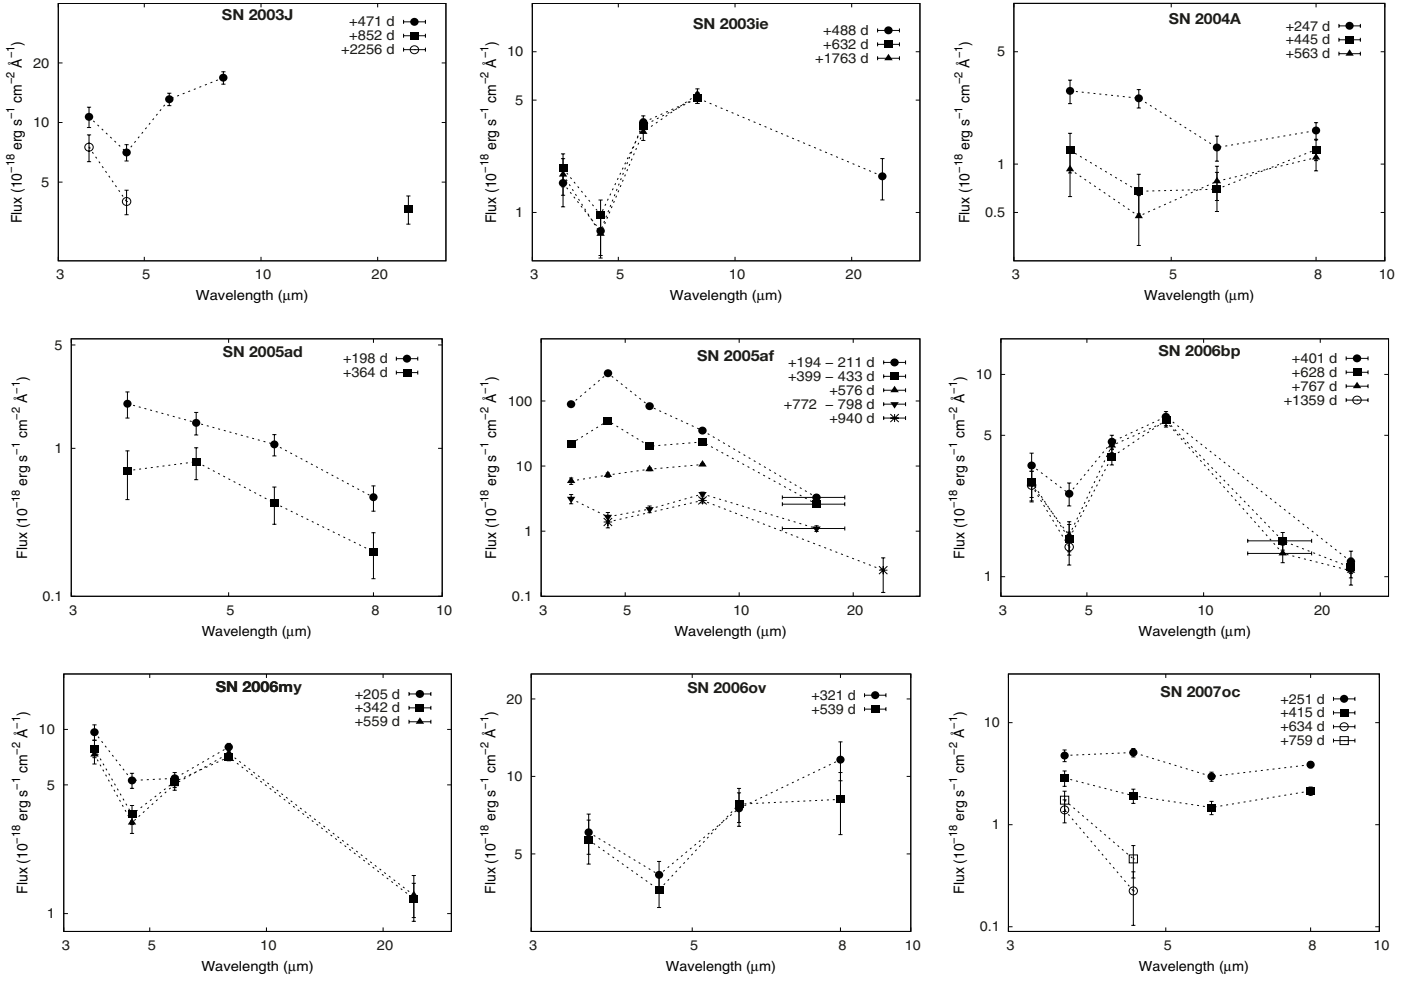 SN 2003J
+471 d
+852 d
+2256 d
20
10
5
3 5 10 20
Flux (10⁻¹⁸ erg s⁻¹ cm⁻² Å⁻¹)
Wavelength (μm)
SN 2003ie
+488 d
+632 d
+1763 d
10
5
1
3 5 10 20
Flux (10⁻¹⁸ erg s⁻¹ cm⁻² Å⁻¹)
Wavelength (μm)
SN 2004A
+247 d
+445 d
+563 d
5
1
0.5
3 5 8 10
Flux (10⁻¹⁸ erg s⁻¹ cm⁻² Å⁻¹)
Wavelength (μm)
SN 2005ad
+198 d
+364 d
5
1
0.1
3 5 8 10
Flux (10⁻¹⁸ erg s⁻¹ cm⁻² Å⁻¹)
Wavelength (μm)
SN 2005af
+194 – 211 d
+399 – 433 d
+576 d
+772 – 798 d
+940 d
100
10
1
0.1
3 5 10 20
Flux (10⁻¹⁸ erg s⁻¹ cm⁻² Å⁻¹)
Wavelength (μm)
SN 2006bp
+401 d
+628 d
+767 d
+1359 d
10
5
1
3 5 10 20
Flux (10⁻¹⁸ erg s⁻¹ cm⁻² Å⁻¹)
Wavelength (μm)
SN 2006my
+205 d
+342 d
+559 d
10
5
1
3 5 10 20
Flux (10⁻¹⁸ erg s⁻¹ cm⁻² Å⁻¹)
Wavelength (μm)
SN 2006ov
+321 d
+539 d
20
10
5
3 5 8 10
Flux (10⁻¹⁸ erg s⁻¹ cm⁻² Å⁻¹)
Wavelength (μm)
SN 2007oc
+251 d
+415 d
+634 d
+759 d
10
1
0.1
3 5 8 10
Flux (10⁻¹⁸ erg s⁻¹ cm⁻² Å⁻¹)
Wavelength (μm)